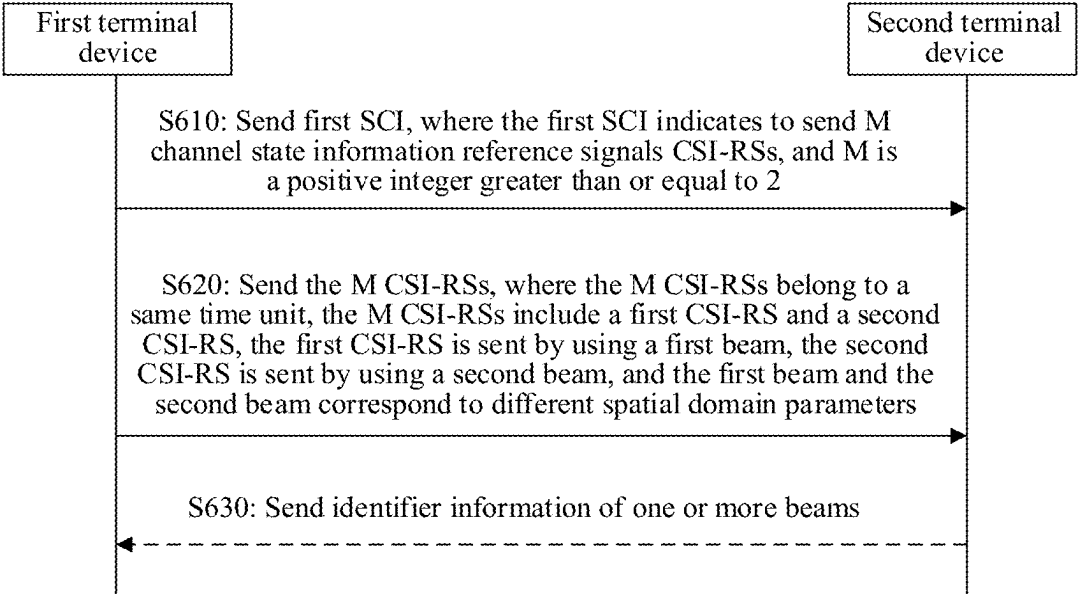 First terminal
device
Second terminal
device
S610: Send first SCI, where the first SCI indicates to send M
channel state information reference signals CSI-RSs, and M is
a positive integer greater than or equal to 2
S620: Send the M CSI-RSs, where the M CSI-RSs belong to a
same time unit, the M CSI-RSs include a first CSI-RS and a second
CSI-RS, the first CSI-RS is sent by using a first beam, the second
CSI-RS is sent by using a second beam, and the first beam and the
second beam correspond to different spatial domain parameters
S630: Send identifier information of one or more beams